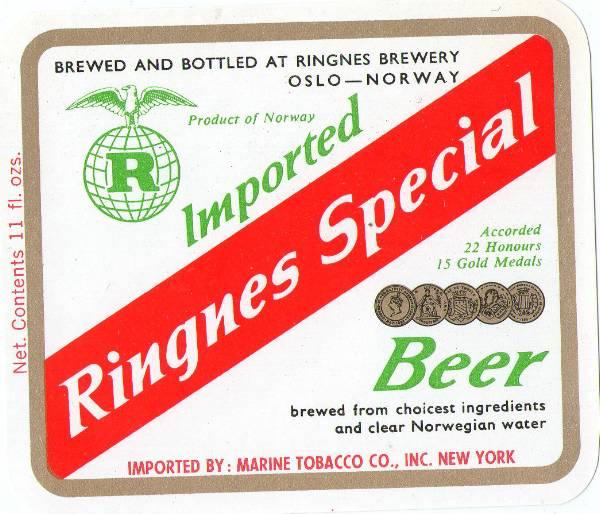 BREWED AND BOTTLED AT RINGNES BREWERY
OSLO—NORWAY
Product of Norway
R
Imported
Ringnes Special
Net. Contents 11 fl. ozs.
Accorded
22 Honours
15 Gold Medals
Beer
brewed from choicest ingredients
and clear Norwegian water
IMPORTED BY: MARINE TOBACCO CO., INC. NEW YORK